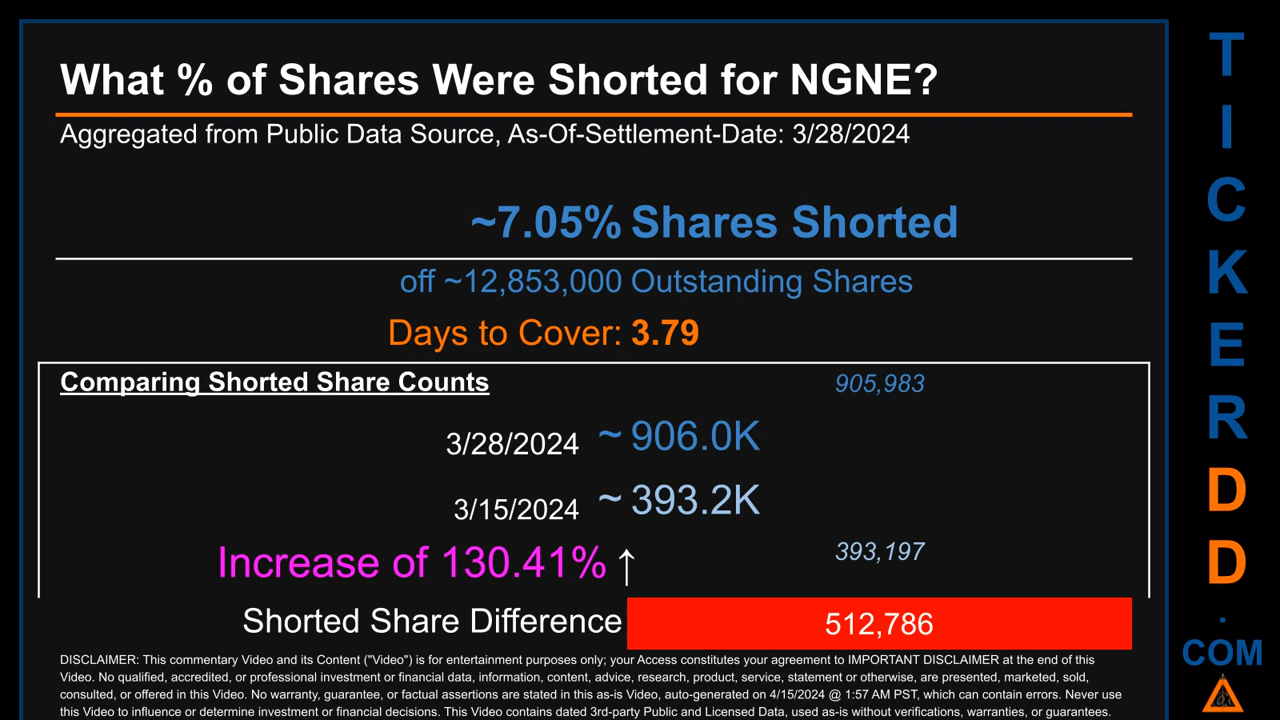 What % of Shares Were Shorted for NGNE?
Aggregated from Public Data Source, As-Of-Settlement-Date: 3/28/2024
~7.05% Shares Shorted
off ~12,853,000 Outstanding Shares
Days to Cover: 3.79
Comparing Shorted Share Counts
905,983
3/28/2024 ~ 906.0K
3/15/2024 ~ 393.2K
393,197
Increase of 130.41% ↑
Shorted Share Difference 512,786
DISCLAIMER: This commentary Video and its Content ("Video") is for entertainment purposes only; your Access constitutes your agreement to IMPORTANT DISCLAIMER at the end of this
Video. No qualified, accredited, or professional investment or financial data, information, content, advice, research, product, service, statement or otherwise, are presented, marketed, sold,
consulted, or offered in this Video. No warranty, guarantee, or factual assertions are stated in this as-is Video, auto-generated on 4/15/2024 @ 1:57 AM PST, which can contain errors. Never use
this Video to influence or determine investment or financial decisions. This Video contains dated 3rd-party Public and Licensed Data, used as-is without verifications, warranties, or guarantees.
T
I
C
K
E
R
D
D
.
COM